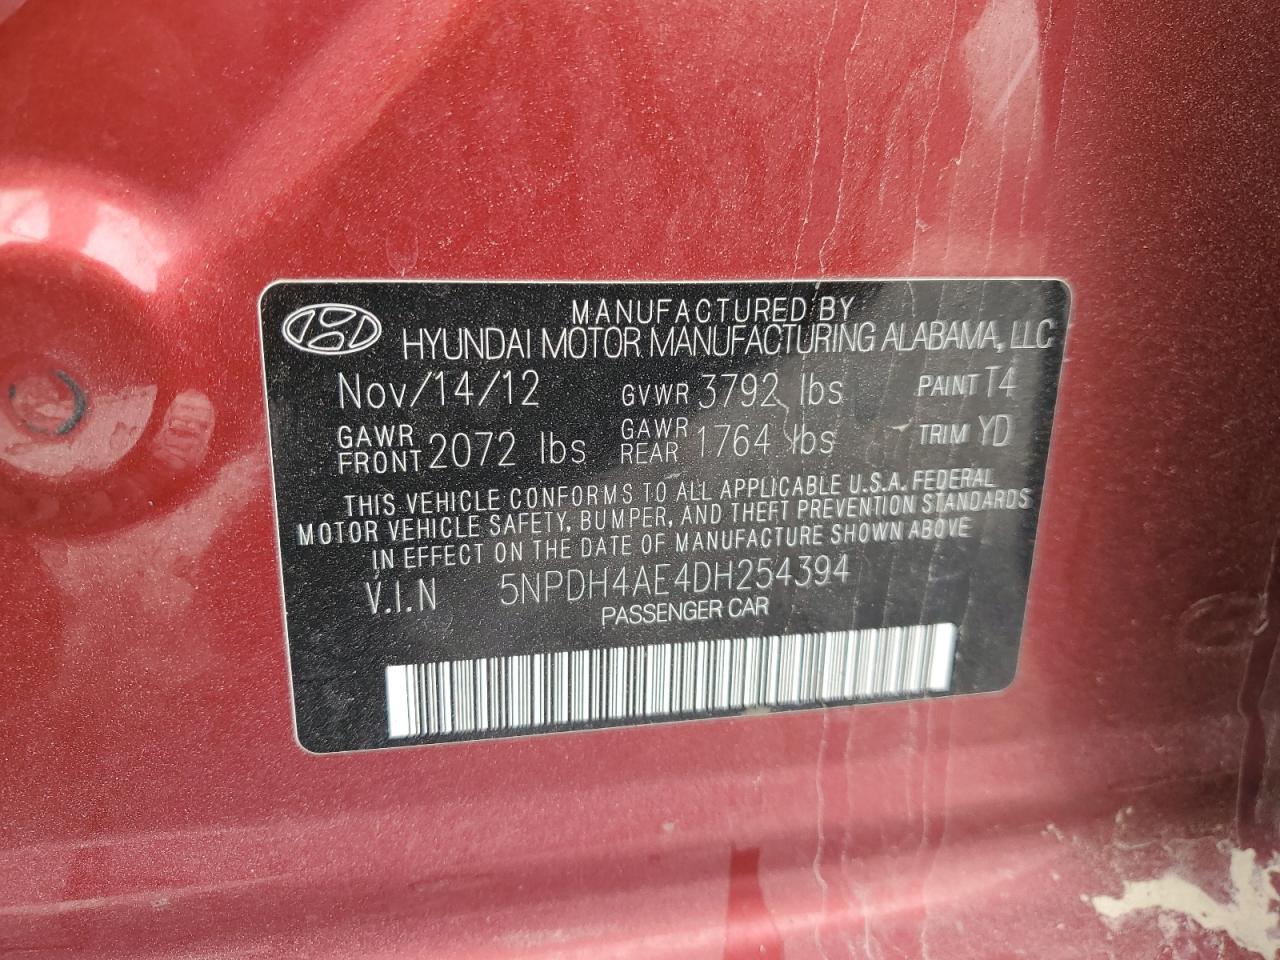 MANUFACTURED BY
HYUNDAI MOTOR MANUFACTURING ALABAMA, LLC
Nov/14/12 GVWR 3792 lbs PAINT T4
GAWR FRONT 2072 lbs GAWR REAR 1764 lbs TRIM YD
THIS VEHICLE CONFORMS TO ALL APPLICABLE U.S.A. FEDERAL
MOTOR VEHICLE SAFETY, BUMPER, AND THEFT PREVENTION STANDARDS
IN EFFECT ON THE DATE OF MANUFACTURE SHOWN ABOVE
V.I.N 5NPDH4AE4DH254394
PASSENGER CAR